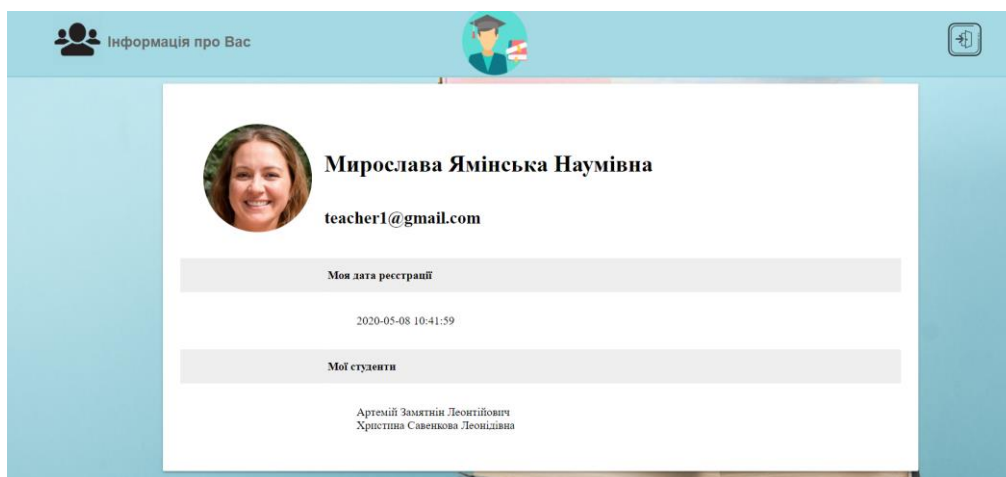 Інформація про Вас
Мирослава Ямінська Наумівна
teacher1@gmail.com
Моя дата реєстрації
2020-05-08 10:41:59
Мої студенти
Артемій Замятнін Леонтійович
Христина Савенкова Леонідівна